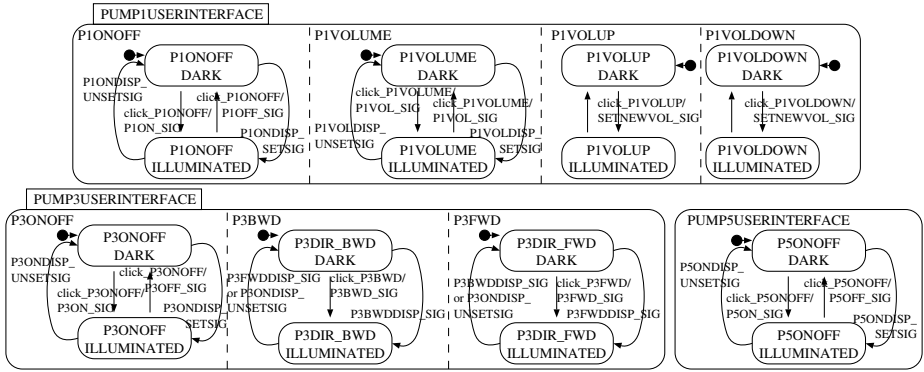 PUMP1USERINTERFACE
P1ONOFF
P1ONOFF
DARK
P1ONDISP_
UNSETSIG
click_P1ONOFF/
P1ON_SIG
click_P1ONOFF/
P1OFF_SIG
P1ONDISP_
SETSIG
P1ONOFF
ILLUMINATED
P1VOLUME
P1VOLUME
DARK
click_P1VOLUME/
P1VOL_SIG
click_P1VOLUME/
P1VOL_SIG
P1VOLDISP_
UNSETSIG
P1VOLDISP_
SETSIG
P1VOLUME
ILLUMINATED
P1VOLUP
P1VOLUP
DARK
click_P1VOLUP/
SETNEWVOL_SIG
P1VOLUP
ILLUMINATED
P1VOLDOWN
P1VOLDOWN
DARK
click_P1VOLDOWN/
SETNEWVOL_SIG
P1VOLDOWN
ILLUMINATED
PUMP3USERINTERFACE
P3ONOFF
P3ONOFF
DARK
P3ONDISP_
UNSETSIG
click_P3ONOFF/
P3OFF_SIG
click_P3ONOFF/
P3ON_SIG
P3ONDISP_
SETSIG
P3ONOFF
ILLUMINATED
P3BWD
P3DIR_BWD
DARK
P3FWDDISP_SIG
or P3ONDISP_
UNSETSIG
click_P3BWD/
P3BWD_SIG
P3BWDDISP_SIG
P3DIR_BWD
ILLUMINATED
P3FWD
P3DIR_FWD
DARK
P3BWDDISP_SIG
or P3ONDISP_
UNSETSIG
click_P3FWD/
P3FWD_SIG
P3FWDDISP_SIG
P3DIR_FWD
ILLUMINATED
PUMP5USERINTERFACE
P5ONOFF
DARK
P5ONDISP_
UNSETSIG
click_P5ONOFF/
P5OFF_SIG
click_P5ONOFF/
P5ON_SIG
P5ONDISP_
SETSIG
P5ONOFF
ILLUMINATED